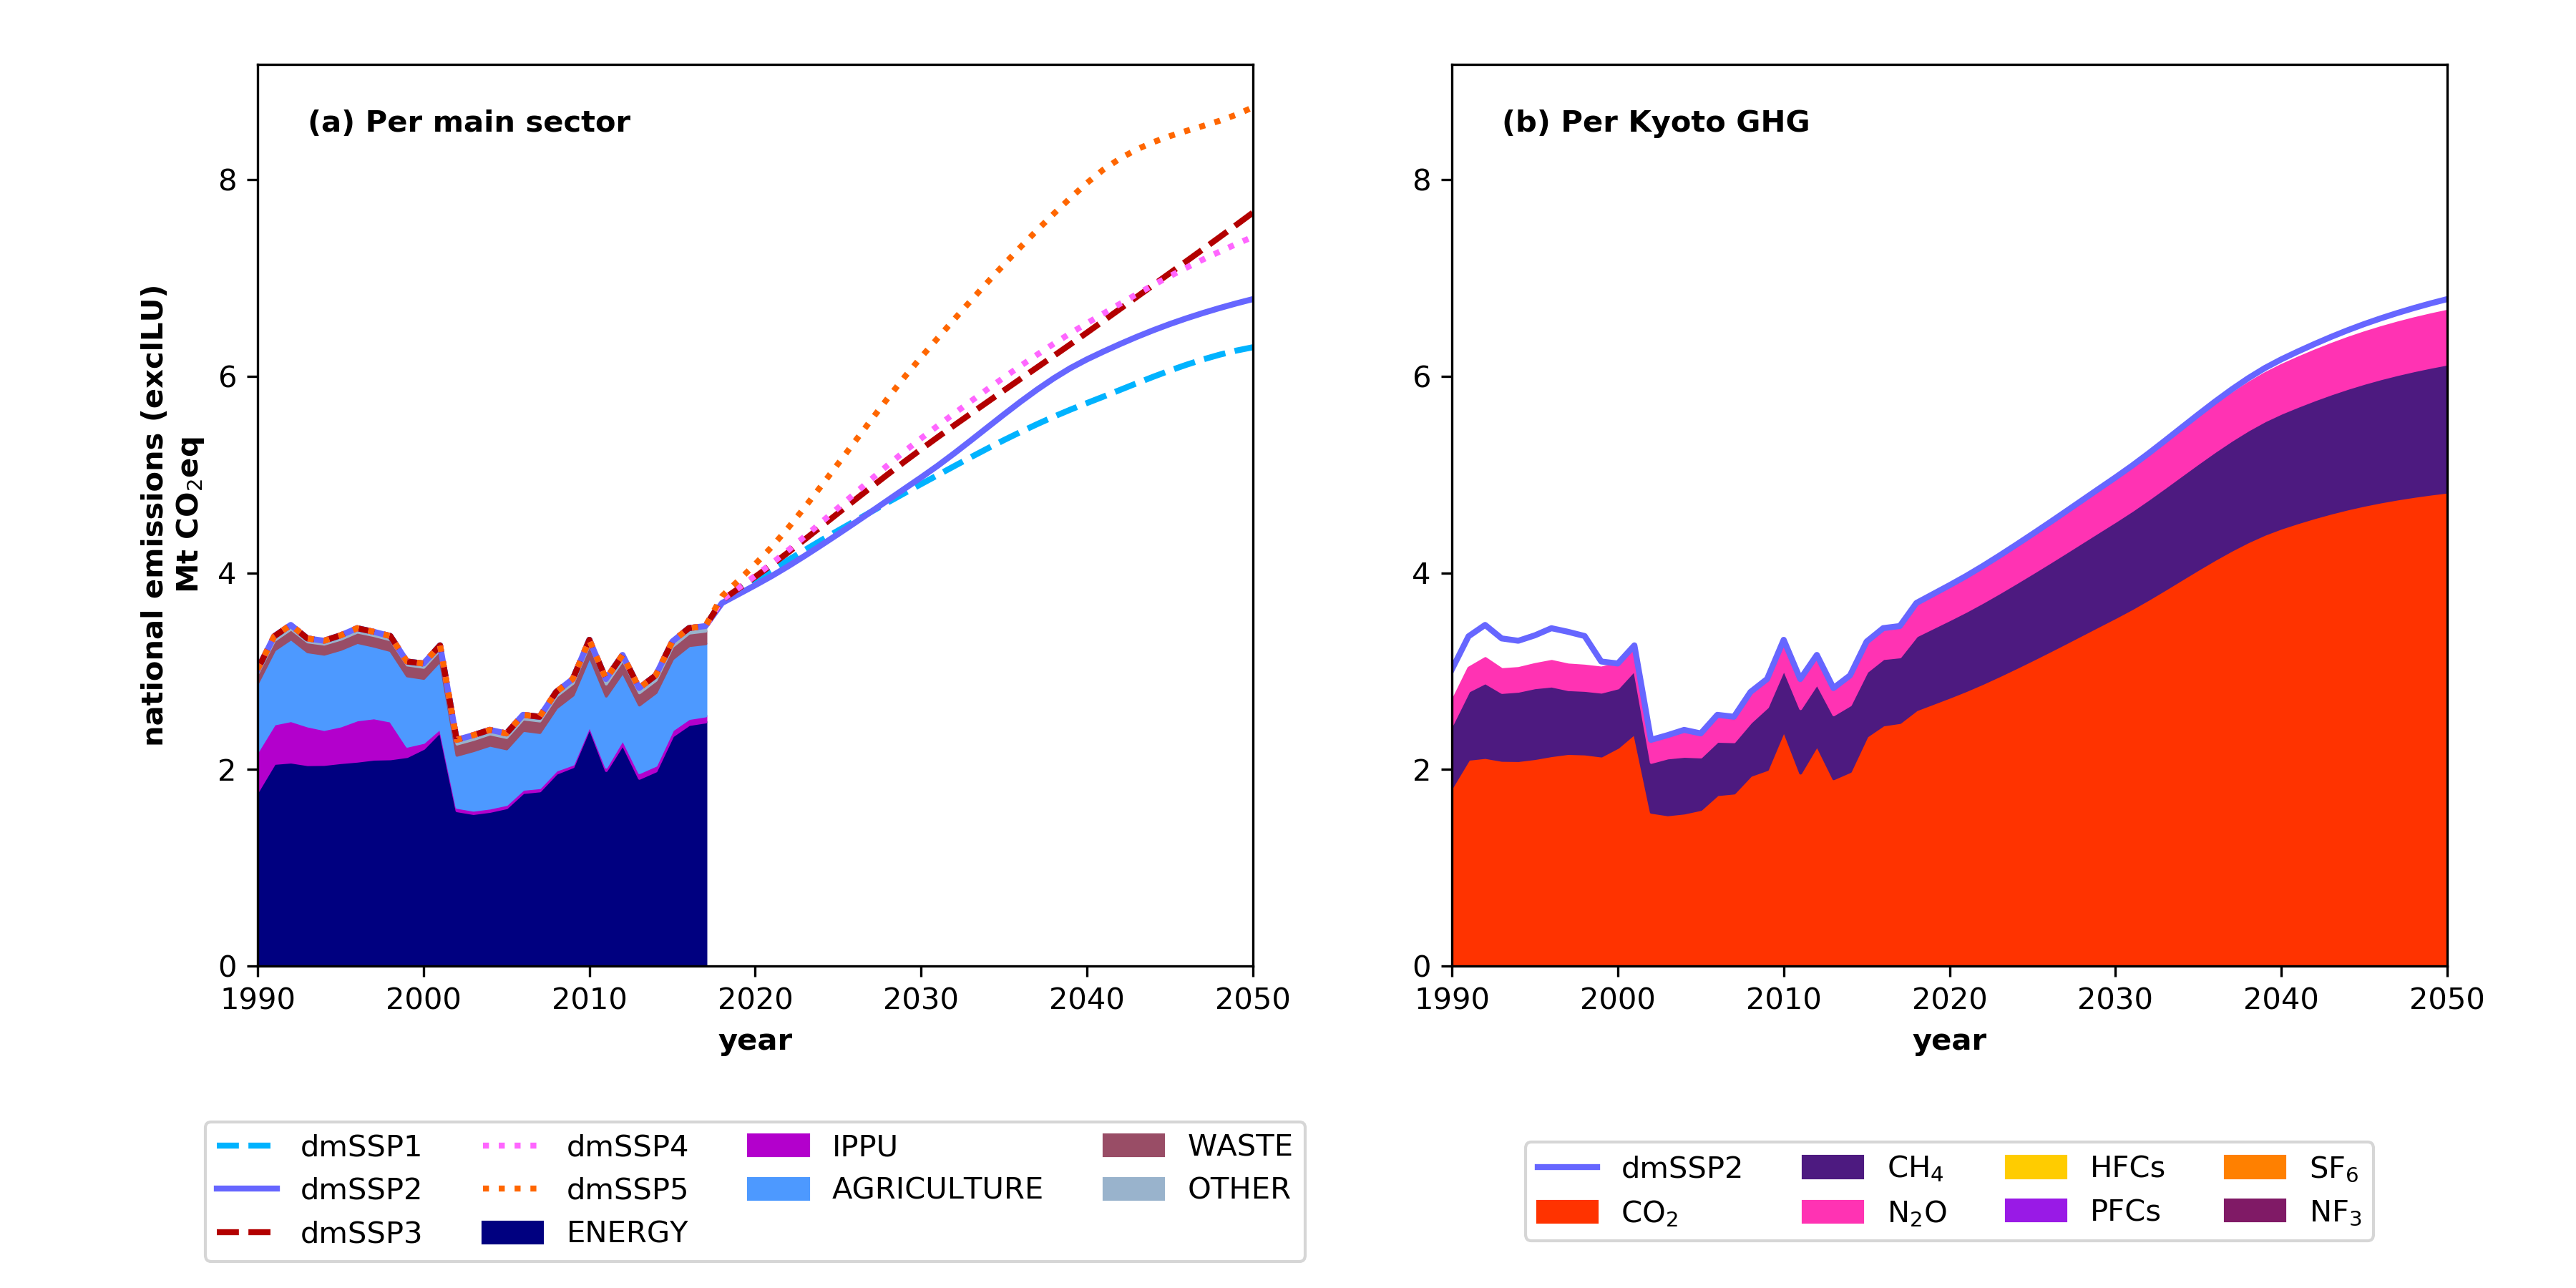 (a) Per main sector
national emissions (exclLU)
Mt CO₂eq
8
6
4
2
0
1990 2000 2010 2020 2030 2040 2050
year
dmSSP1 dmSSP4 IPPU WASTE
dmSSP2 dmSSP5 AGRICULTURE OTHER
dmSSP3 ENERGY
(b) Per Kyoto GHG
8
6
4
2
0
1990 2000 2010 2020 2030 2040 2050
year
dmSSP2 CH₄ HFCs SF₆
CO₂ N₂O PFCs NF₃